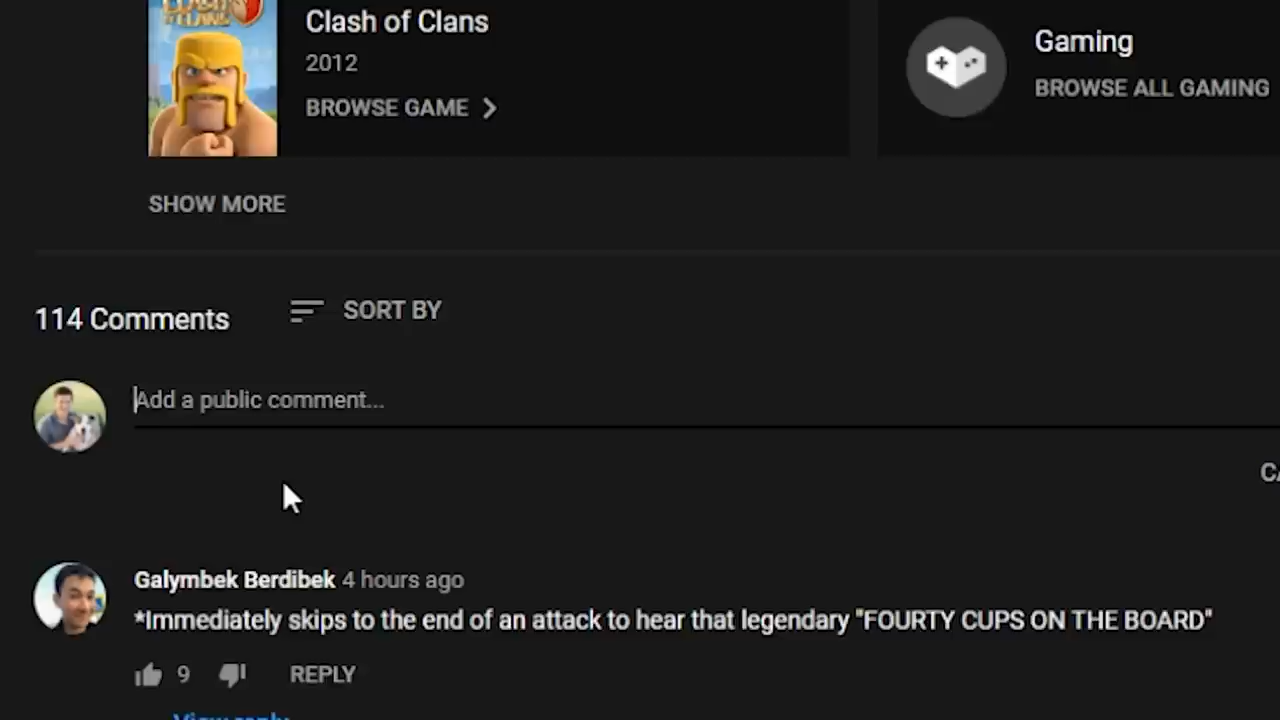 Clash of Clans
2012
BROWSE GAME
Gaming
BROWSE ALL GAMING
SHOW MORE
114 Comments
SORT BY
Add a public comment...
Galymbek Berdibek 4 hours ago
*Immediately skips to the end of an attack to hear that legendary "FOURTY CUPS ON THE BOARD"
9
REPLY
View reply